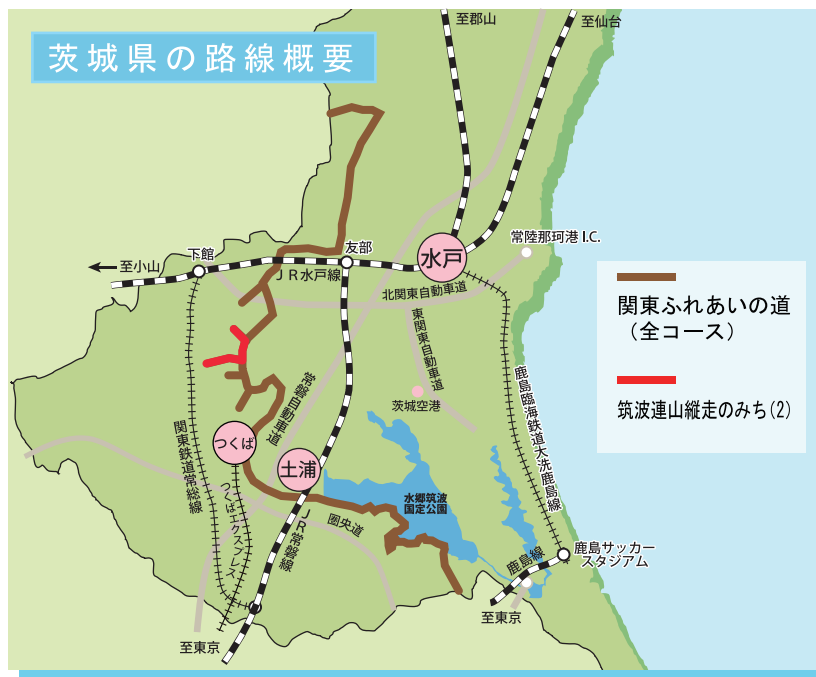 茨城県の路線概要
至郡山
至仙台
常陸那珂港 I.C.
水戸
友部
下館
至小山
ＪＲ水戸線
北関東自動車道
東関東自動車道
関東ふれあいの道
（全コース）
筑波連山縦走のみち(2)
茨城空港
常磐自動車道
鹿島臨海鉄道大洗鹿島線
関東鉄道常総線
つくば
土浦
つくばエクスプレス
水郷筑波
国定公園
圏央道
ＪＲ常磐線
鹿島線
鹿島サッカー
スタジアム
至東京
至東京